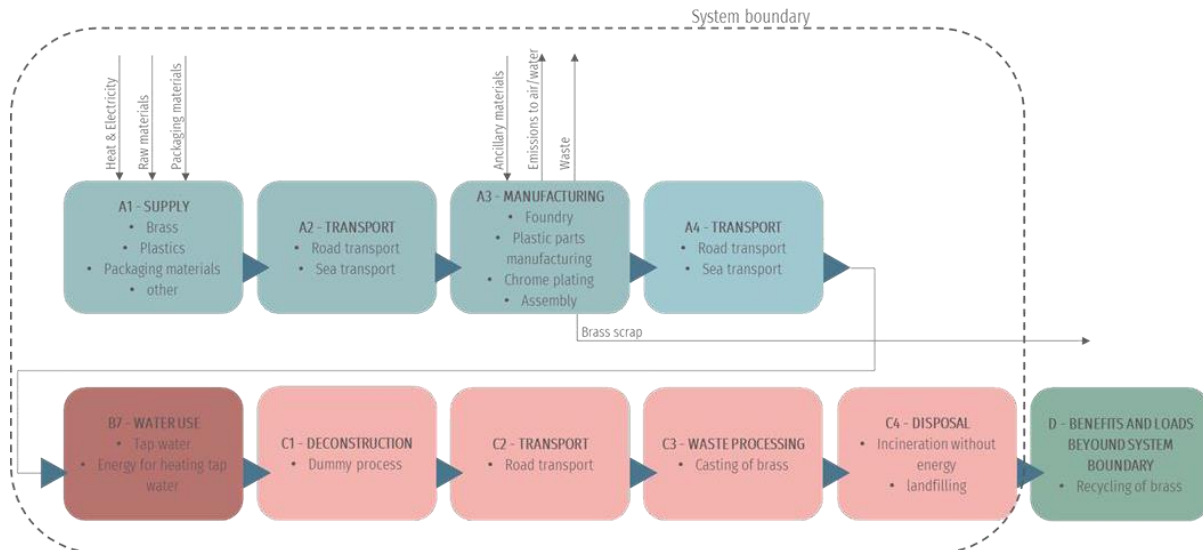 System boundary
Heat & Electricity
Raw materials
Packaging materials
Ancillary materials
Emissions to air/water
Waste
A1 - SUPPLY
• Brass
• Plastics
• Packaging materials
• other
A2 - TRANSPORT
• Road transport
• Sea transport
A3 - MANUFACTURING
• Foundry
• Plastic parts
manufacturing
• Chrome plating
• Assembly
A4 - TRANSPORT
• Road transport
• Sea transport
Brass scrap
B7 - WATER USE
• Tap water
• Energy for heating tap
water
C1 - DECONSTRUCTION
• Dummy process
C2 - TRANSPORT
• Road transport
C3 - WASTE PROCESSING
• Casting of brass
C4 - DISPOSAL
• Incineration without
energy
• landfilling
D - BENEFITS AND LOADS
BEYOUND SYSTEM
BOUNDARY
• Recycling of brass